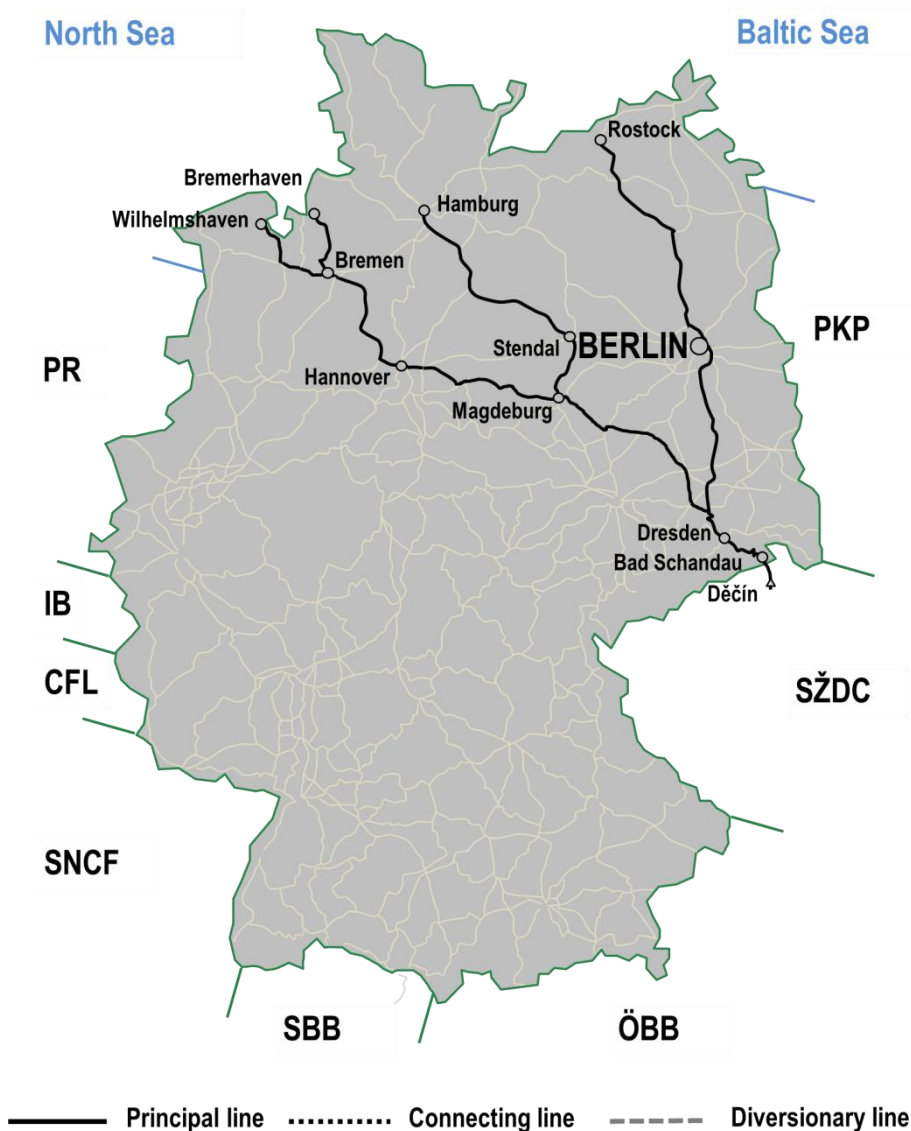 North Sea
Baltic Sea
Rostock
Bremerhaven
Wilhelmshaven
Hamburg
Bremen
PKP
Stendal
BERLIN
PR
Hannover
Magdeburg
Dresden
Bad Schandau
Děčín
IB
CFL
SŽDC
SNCF
SBB
ÖBB
Principal line
Connecting line
Diversionary line